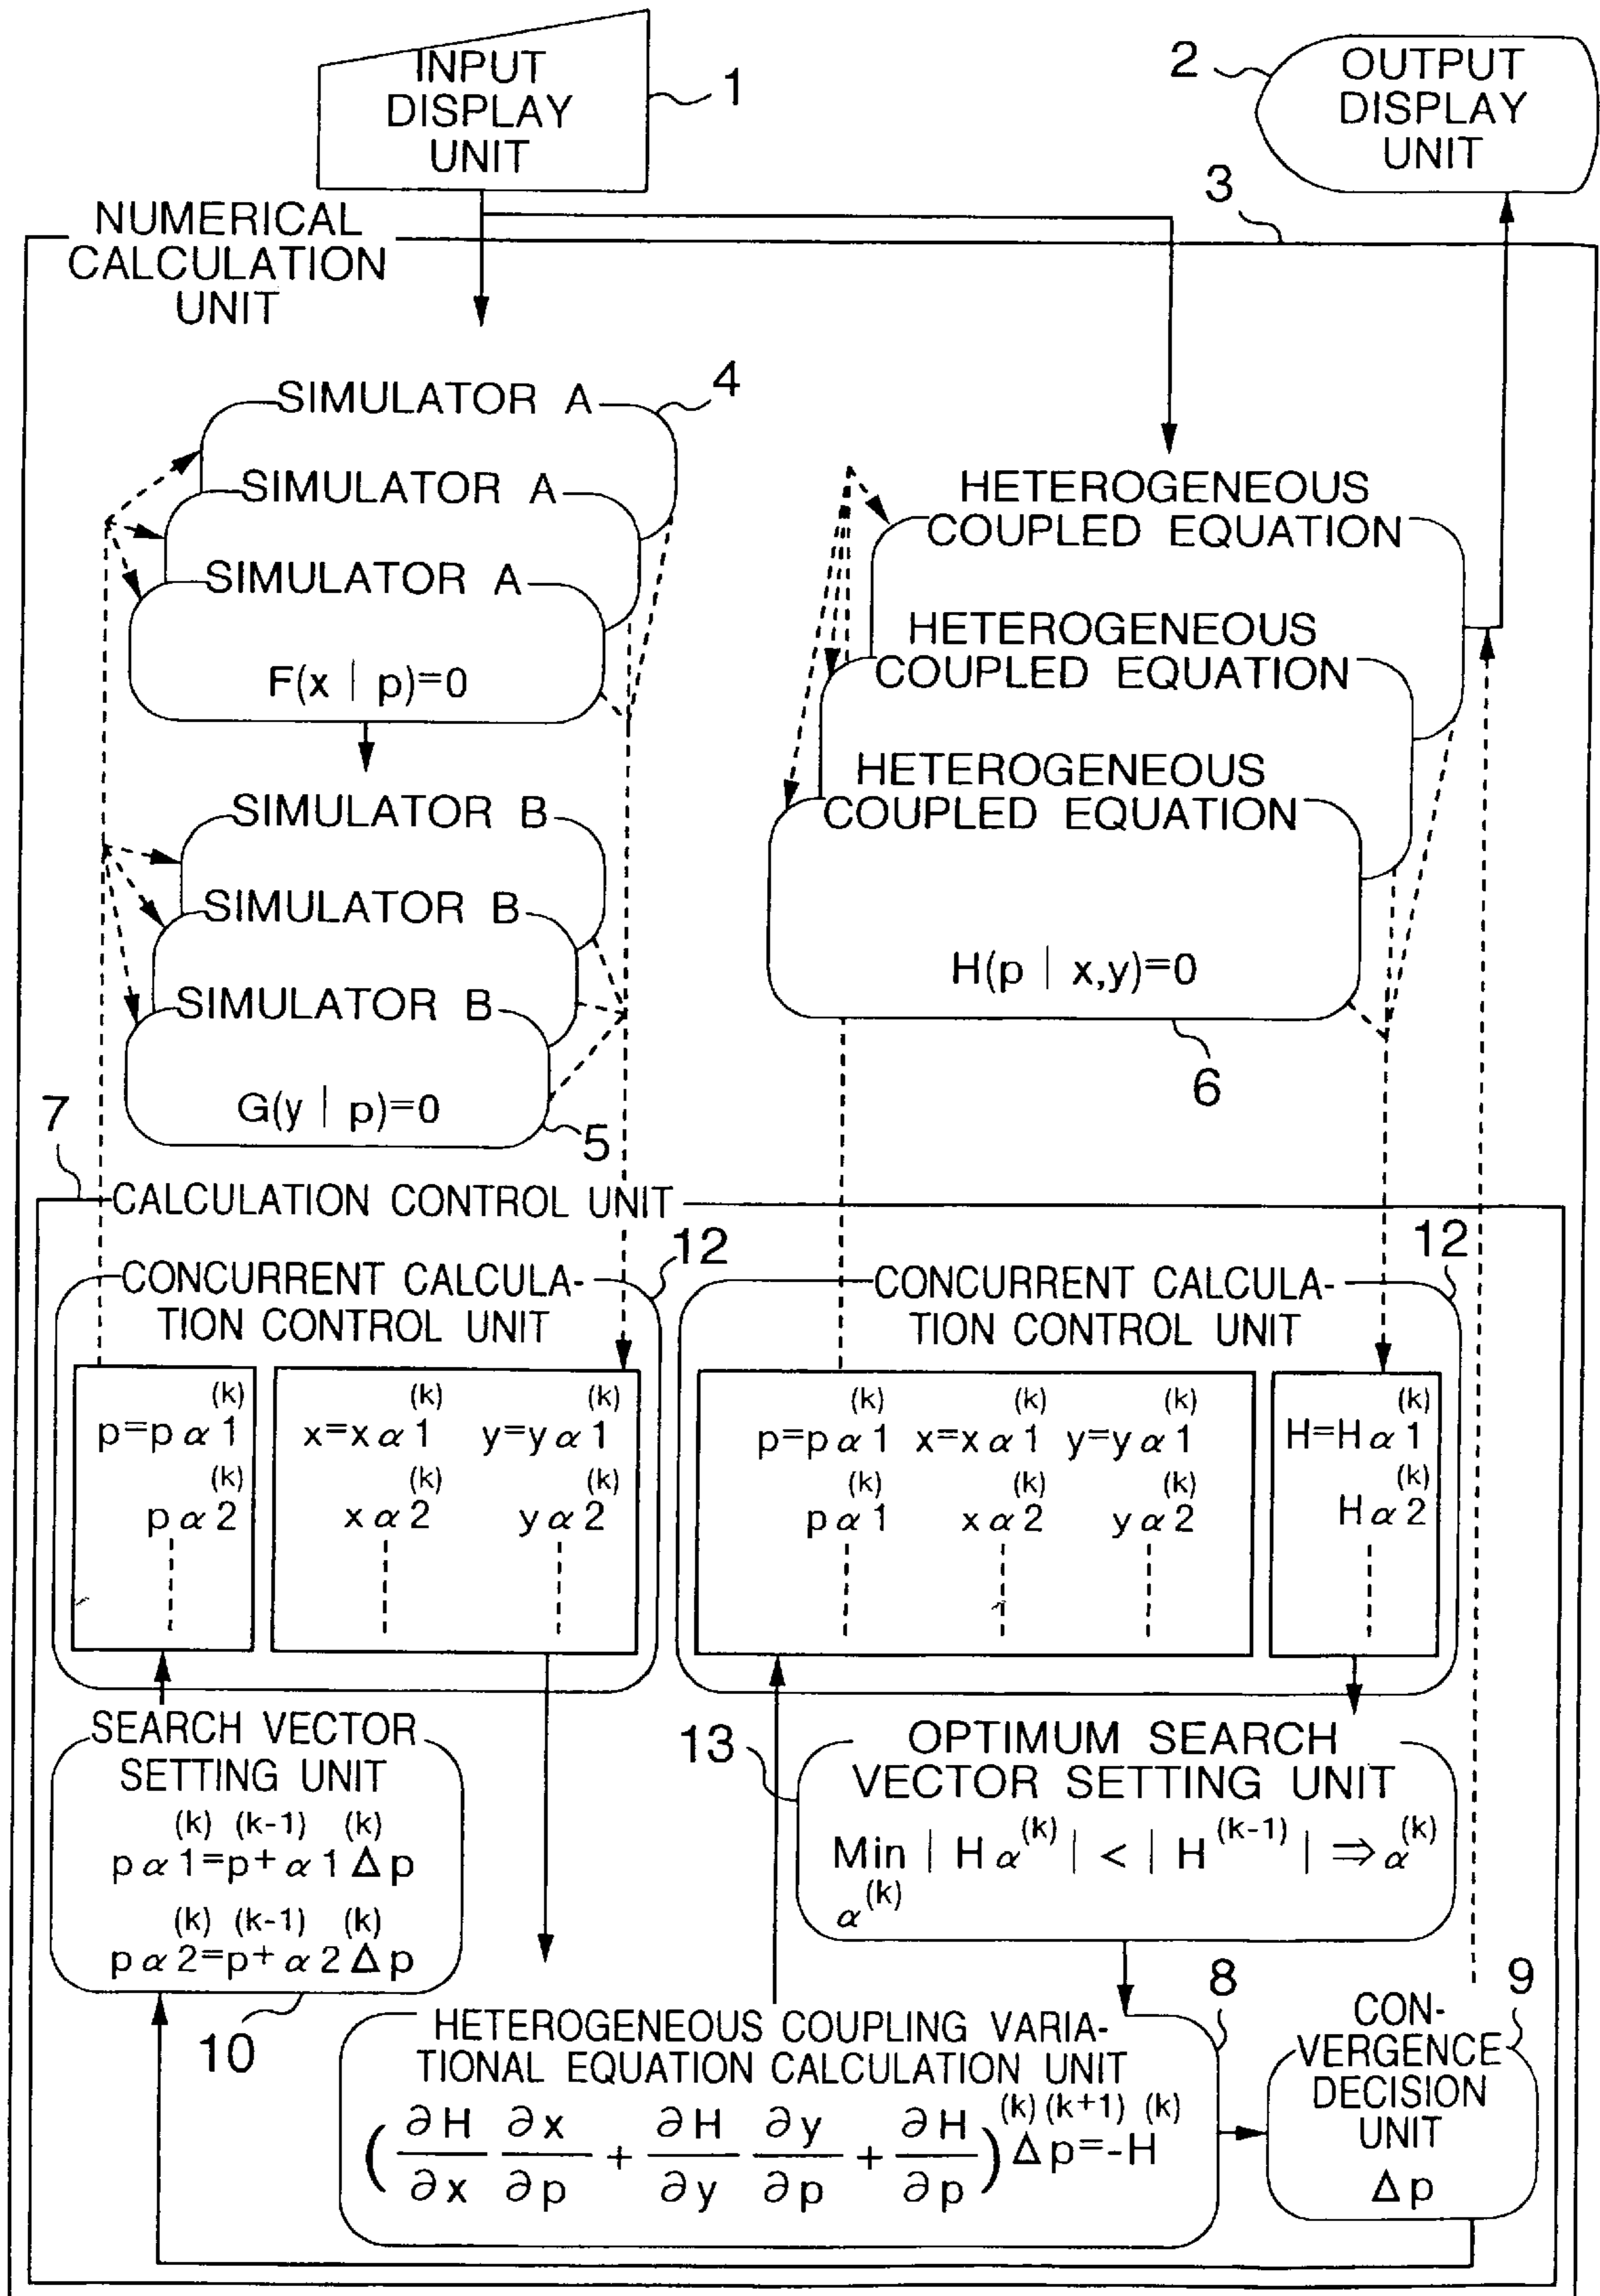 INPUT
DISPLAY
UNIT
1
2
OUTPUT
DISPLAY
UNIT
3
NUMERICAL
CALCULATION
UNIT
SIMULATOR A
4
SIMULATOR A
SIMULATOR A
F(x | p)=0
SIMULATOR B
SIMULATOR B
SIMULATOR B
G(y | p)=0
5
HETEROGENEOUS
COUPLED EQUATION
HETEROGENEOUS
COUPLED EQUATION
HETEROGENEOUS
COUPLED EQUATION
H(p | x,y)=0
6
7
CALCULATION CONTROL UNIT
12
CONCURRENT CALCULA-
TION CONTROL UNIT
(k)
p=pα1
(k)
pα2
(k) (k)
x=xα1 y=yα1
(k) (k)
xα2 yα2
12
CONCURRENT CALCULA-
TION CONTROL UNIT
(k) (k) (k)
p=pα1 x=xα1 y=yα1
(k) (k) (k)
pα1 xα2 yα2
(k)
H=Hα1
(k)
Hα2
SEARCH VECTOR
SETTING UNIT
(k) (k-1) (k)
pα1=p+α1Δp
(k) (k-1) (k)
pα2=p+α2Δp
10
13
OPTIMUM SEARCH
VECTOR SETTING UNIT
Min | Hα(k) | < | H(k-1) | ⇒ α(k)
α(k)
8
HETEROGENEOUS COUPLING VARIA-
TIONAL EQUATION CALCULATION UNIT
(∂H/∂x ∂x/∂p + ∂H/∂y ∂y/∂p + ∂H/∂p)(k) Δp(k+1)=-H(k)
9
CON-
VERGENCE
DECISION
UNIT
Δp